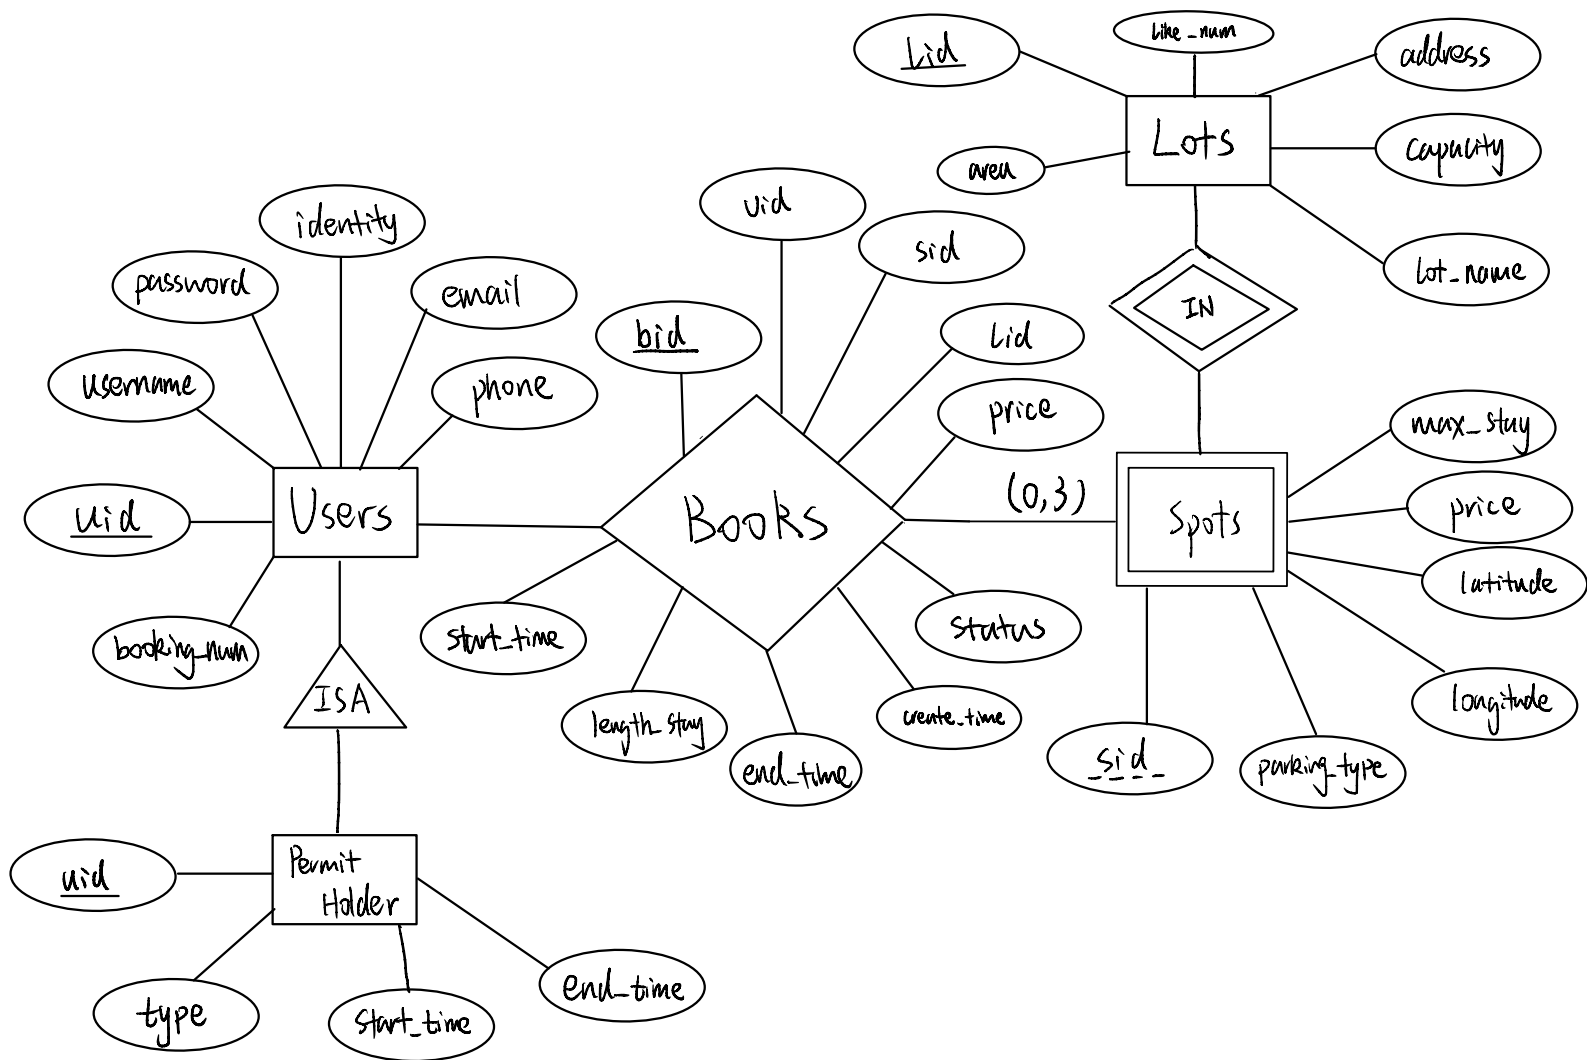 Like_num
Lid
address
Lots
capacity
area
lot_name
IN
uid
sid
identity
password
email
bid
Lid
username
phone
price
max_stay
Users
Books
(0,3)
Spots
price
uid
latitude
booking_num
start_time
status
ISA
length_stay
create_time
longitude
end_time
sid
parking_type
Permit
Holder
uid
type
start_time
end_time